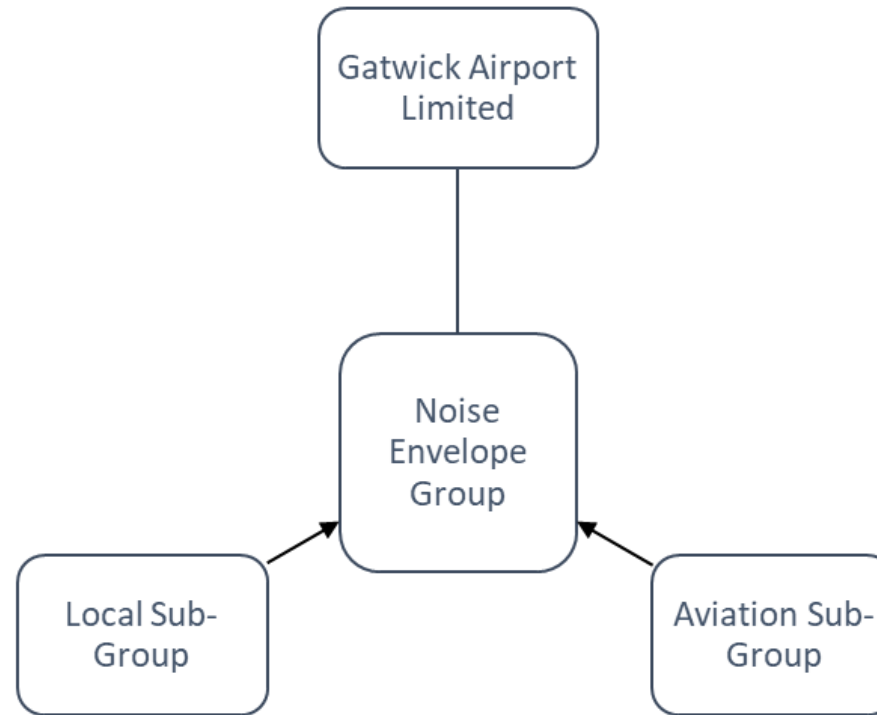 Gatwick Airport
Limited
Noise
Envelope
Group
Local Sub-
Group
Aviation Sub-
Group